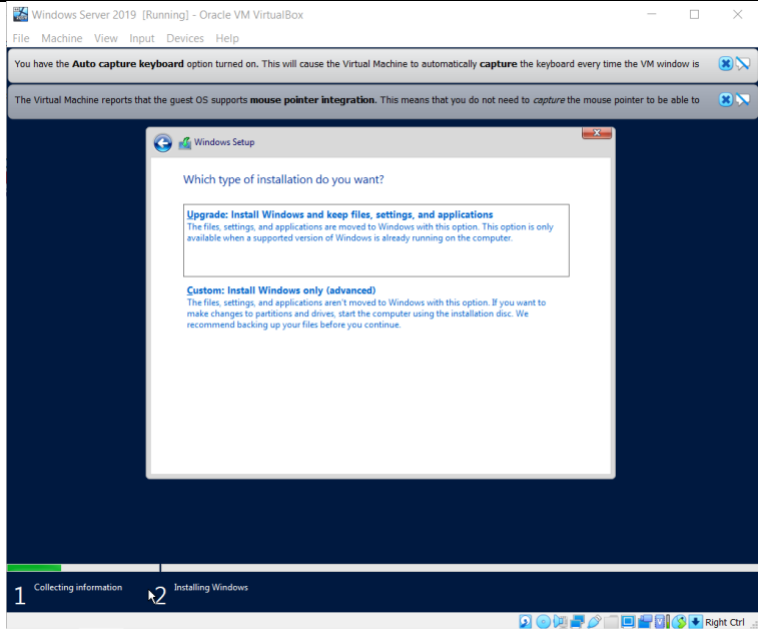 Windows Server 2019 [Running] - Oracle VM VirtualBox
File Machine View Input Devices Help
You have the Auto capture keyboard option turned on. This will cause the Virtual Machine to automatically capture the keyboard every time the VM window is
The Virtual Machine reports that the guest OS supports mouse pointer integration. This means that you do not need to capture the mouse pointer to be able to
Windows Setup
Which type of installation do you want?
Upgrade: Install Windows and keep files, settings, and applications
The files, settings, and applications are moved to Windows with this option. This option is only
available when a supported version of Windows is already running on the computer.
Custom: Install Windows only (advanced)
The files, settings, and applications aren't moved to Windows with this option. If you want to
make changes to partitions and drives, start the computer using the installation disc. We
recommend backing up your files before you continue.
1 Collecting information 2 Installing Windows
Right Ctrl